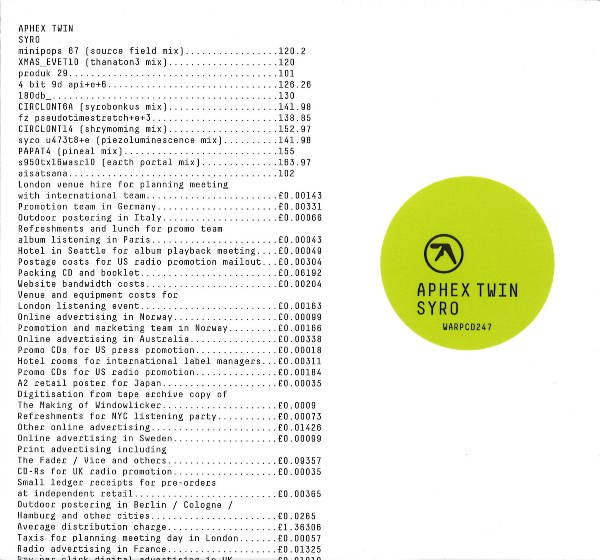 APHEX TWIN
SYRO
minipops 67 (source field mix).................120.2
XMAS_EVET10 (thanaton3 mix)....................120
produk 29......................................101
4 bit 9d api+e+6...............................126.26
180db_.........................................130
CIRCLONT6A (syrobonkus mix)....................141.98
fz pseudotimestretch+e+3.......................138.85
CIRCLONT14 (shrymoming mix)....................152.97
syro u473t8+e (piezoluminescence mix)..........141.98
PAPAT4 (pineal mix)............................155
s950tx16wasr10 (earth portal mix)..............163.97
aisatsana......................................102
London venue hire for planning meeting
with international team........................£0.00143
Promotion team in Germany......................£0.00331
Outdoor postering in Italy.....................£0.00066
Refreshments and lunch for promo team
album listening in Paris.......................£0.00043
Hotel in Seattle for album playback meeting....£0.00049
Postage costs for US radio promotion mailout...£0.00304
Packing CD and booklet.........................£0.06192
Website bandwidth costs........................£0.00204
Venue and equipment costs for
London listening event.........................£0.00163
Online advertising in Norway...................£0.00099
Promotion and marketing team in Norway.........£0.00166
Online advertising in Australia................£0.00338
Promo CDs for US press promotion...............£0.00018
Hotel rooms for international label managers...£0.00311
Promo CDs for US radio promotion...............£0.00184
A2 retail poster for Japan.....................£0.00035
Digitisation from tape archive copy of
The Making of Windowlicker.....................£0.0009
Refreshments for NYC listening party...........£0.00073
Other online advertising.......................£0.01426
Online advertising in Sweden...................£0.00099
Print advertising including
The Fader / Vice and others....................£0.09357
CD-Rs for UK radio promotion...................£0.00035
Small ledger receipts for pre-orders
at independent retail..........................£0.00365
Outdoor postering in Berlin / Cologne /
Hamburg and other cities.......................£0.0265
Average distribution charge....................£1.36306
Taxis for planning meeting day in London.......£0.00057
Radio advertising in France....................£0.01325
APHEX TWIN
SYRO
WARPCD247